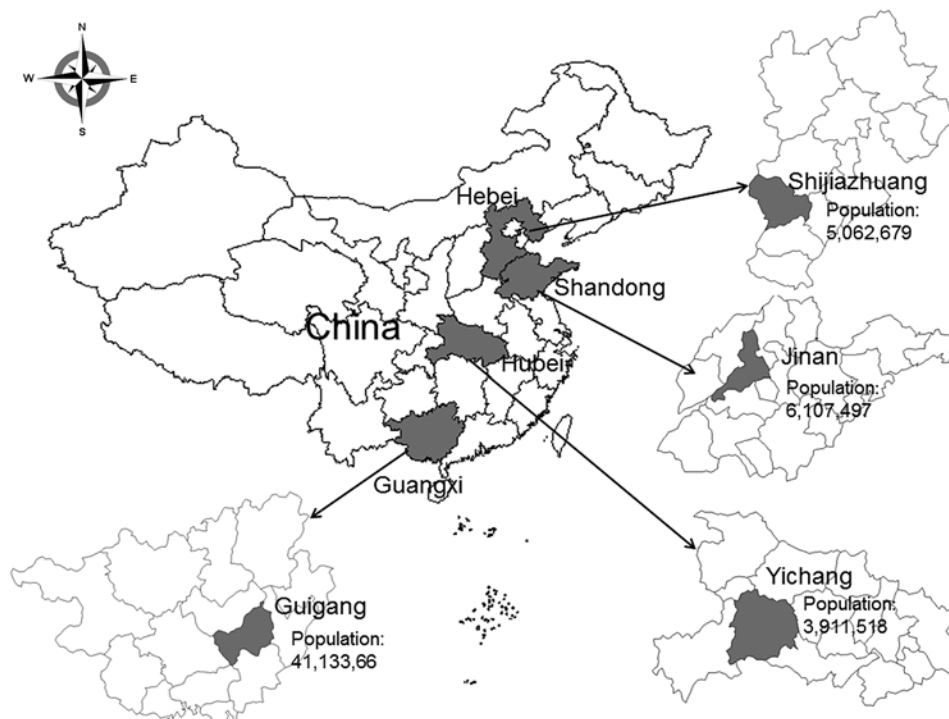 N
W
E
S
Hebei
Shijiazhuang
Population:
5,062,679
Shandong
China
Hubei
Jinan
Population:
6,107,497
Guangxi
Guigang
Population:
41,133,66
Yichang
Population:
3,911,518